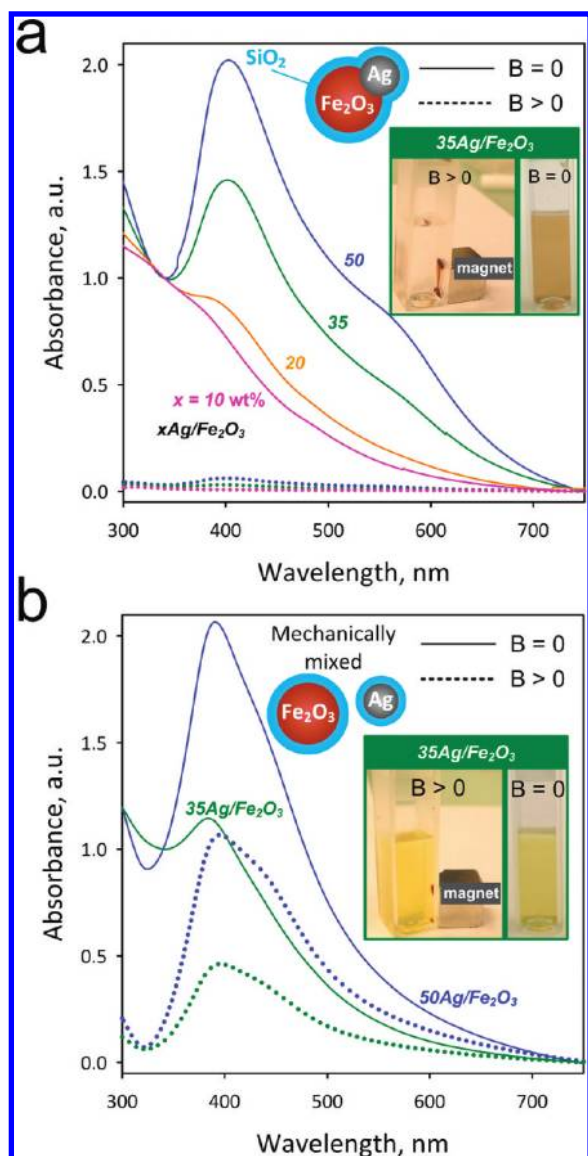 a
2.0
1.5
1.0
0.5
0.0
Absorbance, a.u.
SiO₂
Ag
Fe₂O₃
B = 0
B > 0
35Ag/Fe₂O₃
B > 0
B = 0
magnet
50
35
20
x = 10 wt%
xAg/Fe₂O₃
300 400 500 600 700
Wavelength, nm
b
2.0
1.5
1.0
0.5
0.0
Absorbance, a.u.
Mechanically
mixed
Fe₂O₃
Ag
B = 0
B > 0
35Ag/Fe₂O₃
B > 0
B = 0
magnet
35Ag/Fe₂O₃
50Ag/Fe₂O₃
300 400 500 600 700
Wavelength, nm